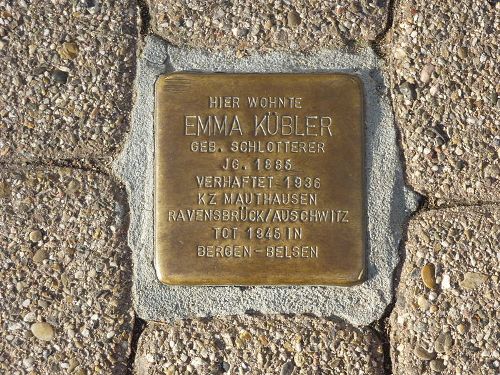 HIER WOHNTE
EMMA KÜBLER
GEB. SCHLOTTERER
JG. 1885
VERHAFTET 1936
KZ MAUTHAUSEN
RAVENSBRÜCK/AUSCHWITZ
TOT 1945 IN
BERGEN-BELSEN